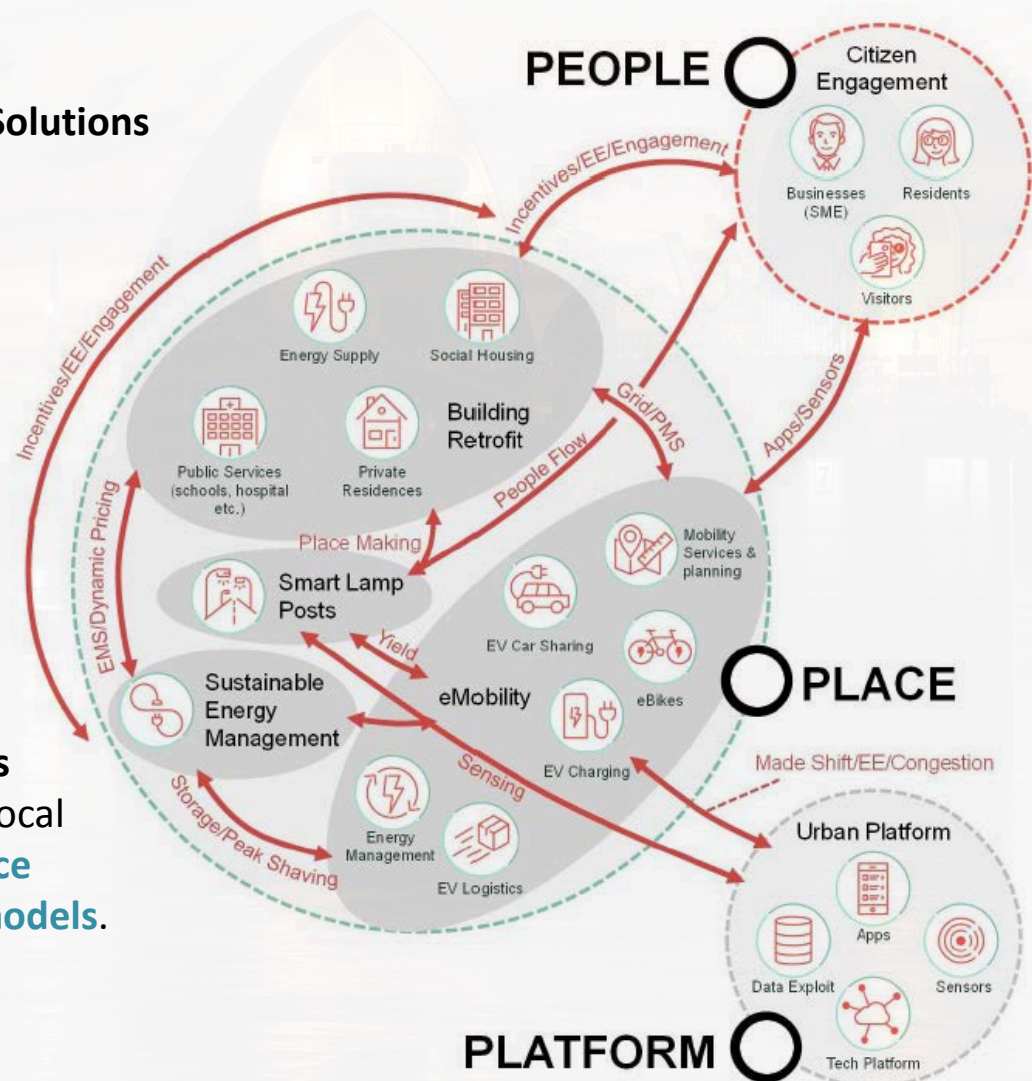 Solutions
PEOPLE
Citizen
Engagement
Businesses
(SME)
Residents
Visitors
Incentives/EE/Engagement
Incentives/EE/Engagement
Energy Supply
Social Housing
Building
Retrofit
Public Services
(schools, hospital
etc.)
Private
Residences
Grid/PMS
Apps/Sensors
People Flow
EMS/Dynamic Pricing
Place Making
Smart Lamp
Posts
Mobility
Services &
planning
EV Car Sharing
eBikes
Yield
eMobility
EV Charging
PLACE
Sustainable
Energy
Management
Sensing
Storage/Peak Shaving
Energy
Management
EV Logistics
Made Shift/EE/Congestion
s
ocal
ce
nodels.
Urban Platform
Apps
Data Exploit
Sensors
Tech Platform
PLATFORM